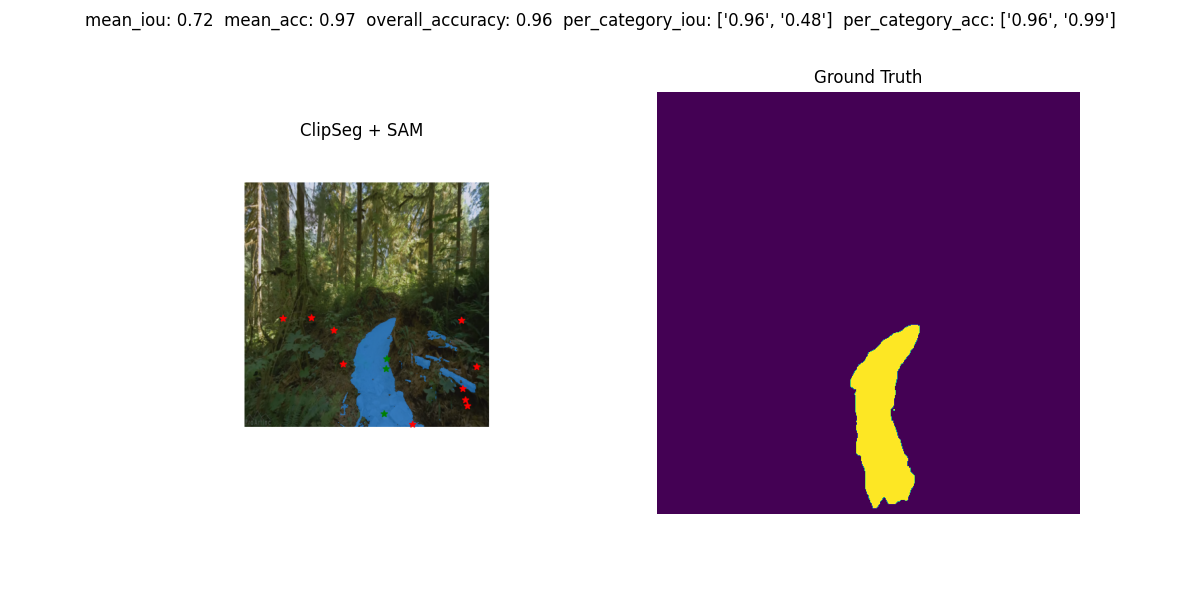 mean_iou: 0.72  mean_acc: 0.97  overall_accuracy: 0.96  per_category_iou: ['0.96', '0.48']  per_category_acc: ['0.96', '0.99']
Ground Truth
ClipSeg + SAM